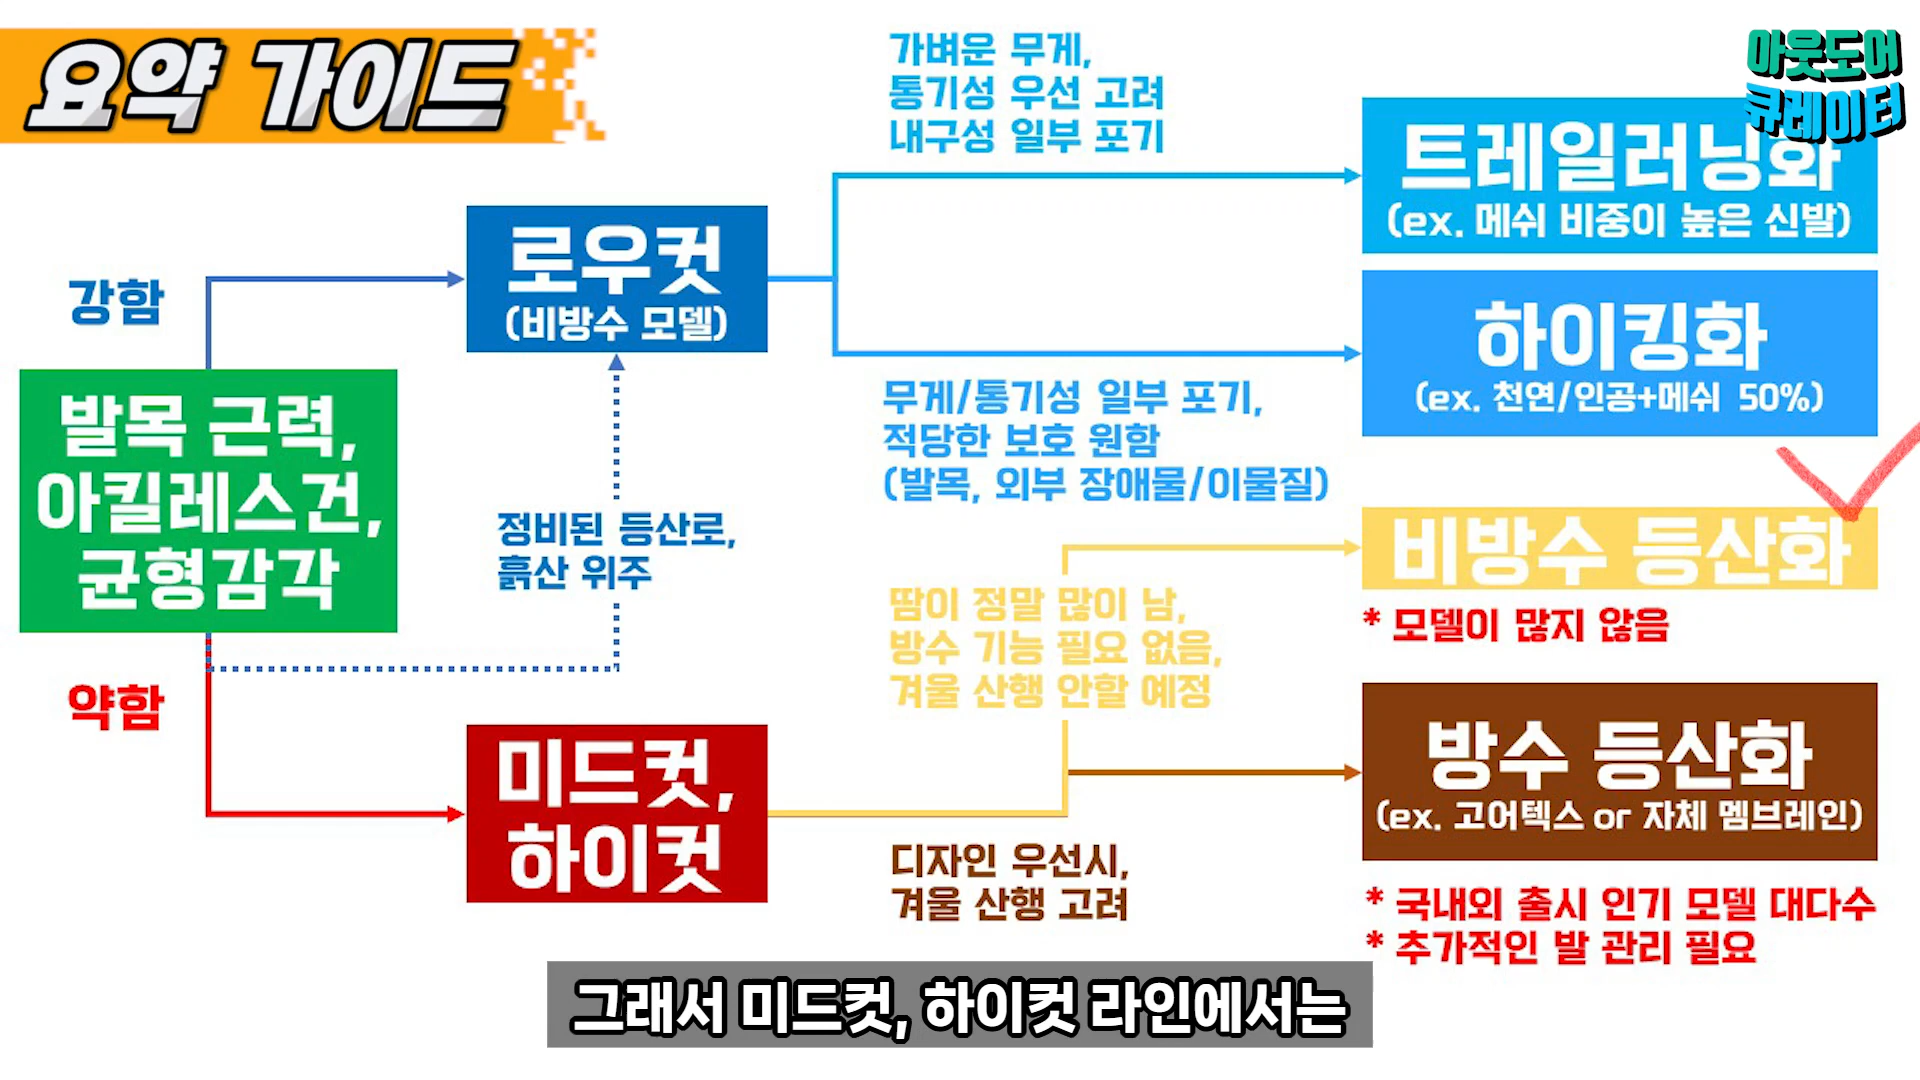 요약 가이드
아웃도어
큐레이터
가벼운 무게,
통기성 우선 고려
내구성 일부 포기
트레일러닝화
(ex. 메쉬 비중이 높은 신발)
로우컷
(비방수 모델)
강함
하이킹화
(ex. 천연/인공+메쉬 50%)
발목 근력,
아킬레스건,
균형감각
무게/통기성 일부 포기,
적당한 보호 원함
(발목, 외부 장애물/이물질)
정비된 등산로,
흙산 위주
비방수 등산화
* 모델이 많지 않음
땀이 정말 많이 남,
방수 기능 필요 없음,
겨울 산행 안할 예정
약함
미드컷,
하이컷
방수 등산화
(ex. 고어텍스 or 자체 멤브레인)
디자인 우선시,
겨울 산행 고려
* 국내외 출시 인기 모델 대다수
* 추가적인 발 관리 필요
그래서 미드컷, 하이컷 라인에서는